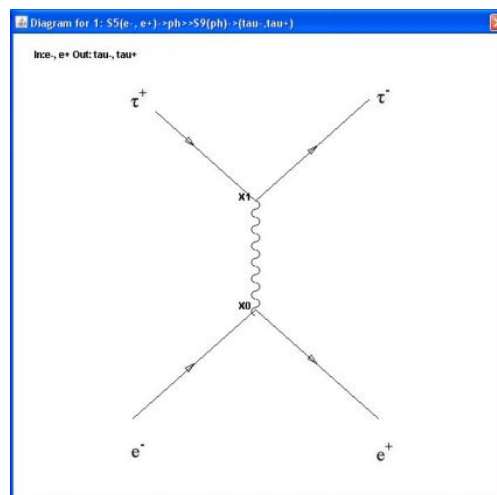 Diagram for 1: S5(e-, e+)->ph>>S9(ph)->(tau-,tau+)
In:e-, e+ Out: tau-, tau+
τ+ τ-
X1
X0
e- e+